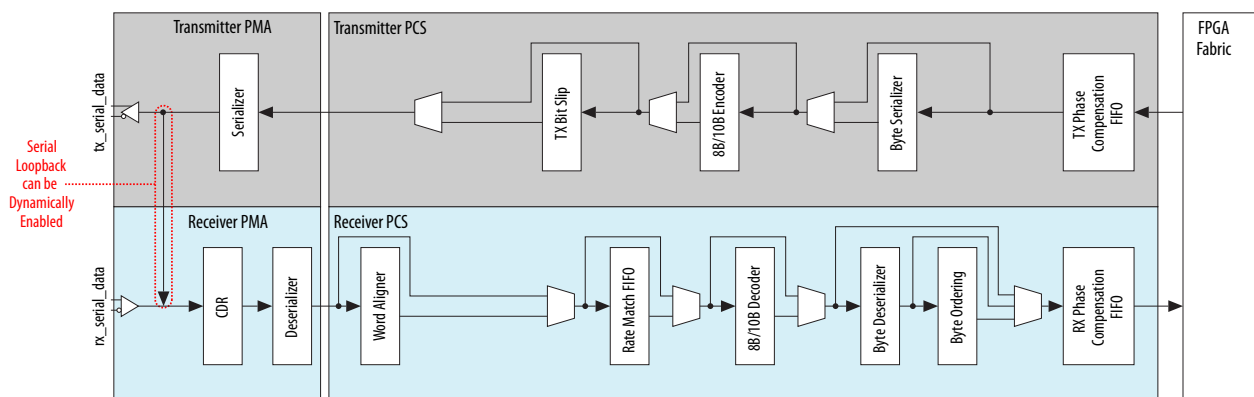 Transmitter PMA
Transmitter PCS
FPGA
Fabric
tx_serial_data
Serializer
TX Bit Slip
8B/10B Encoder
Byte Serializer
TX Phase
Compensation
FIFO
Serial
Loopback
can be
Dynamically
Enabled
Receiver PMA
Receiver PCS
rx_serial_data
CDR
Deserializer
Word Aligner
Rate Match FIFO
8B/10B Decoder
Byte Deserializer
Byte Ordering
RX Phase
Compensation
FIFO